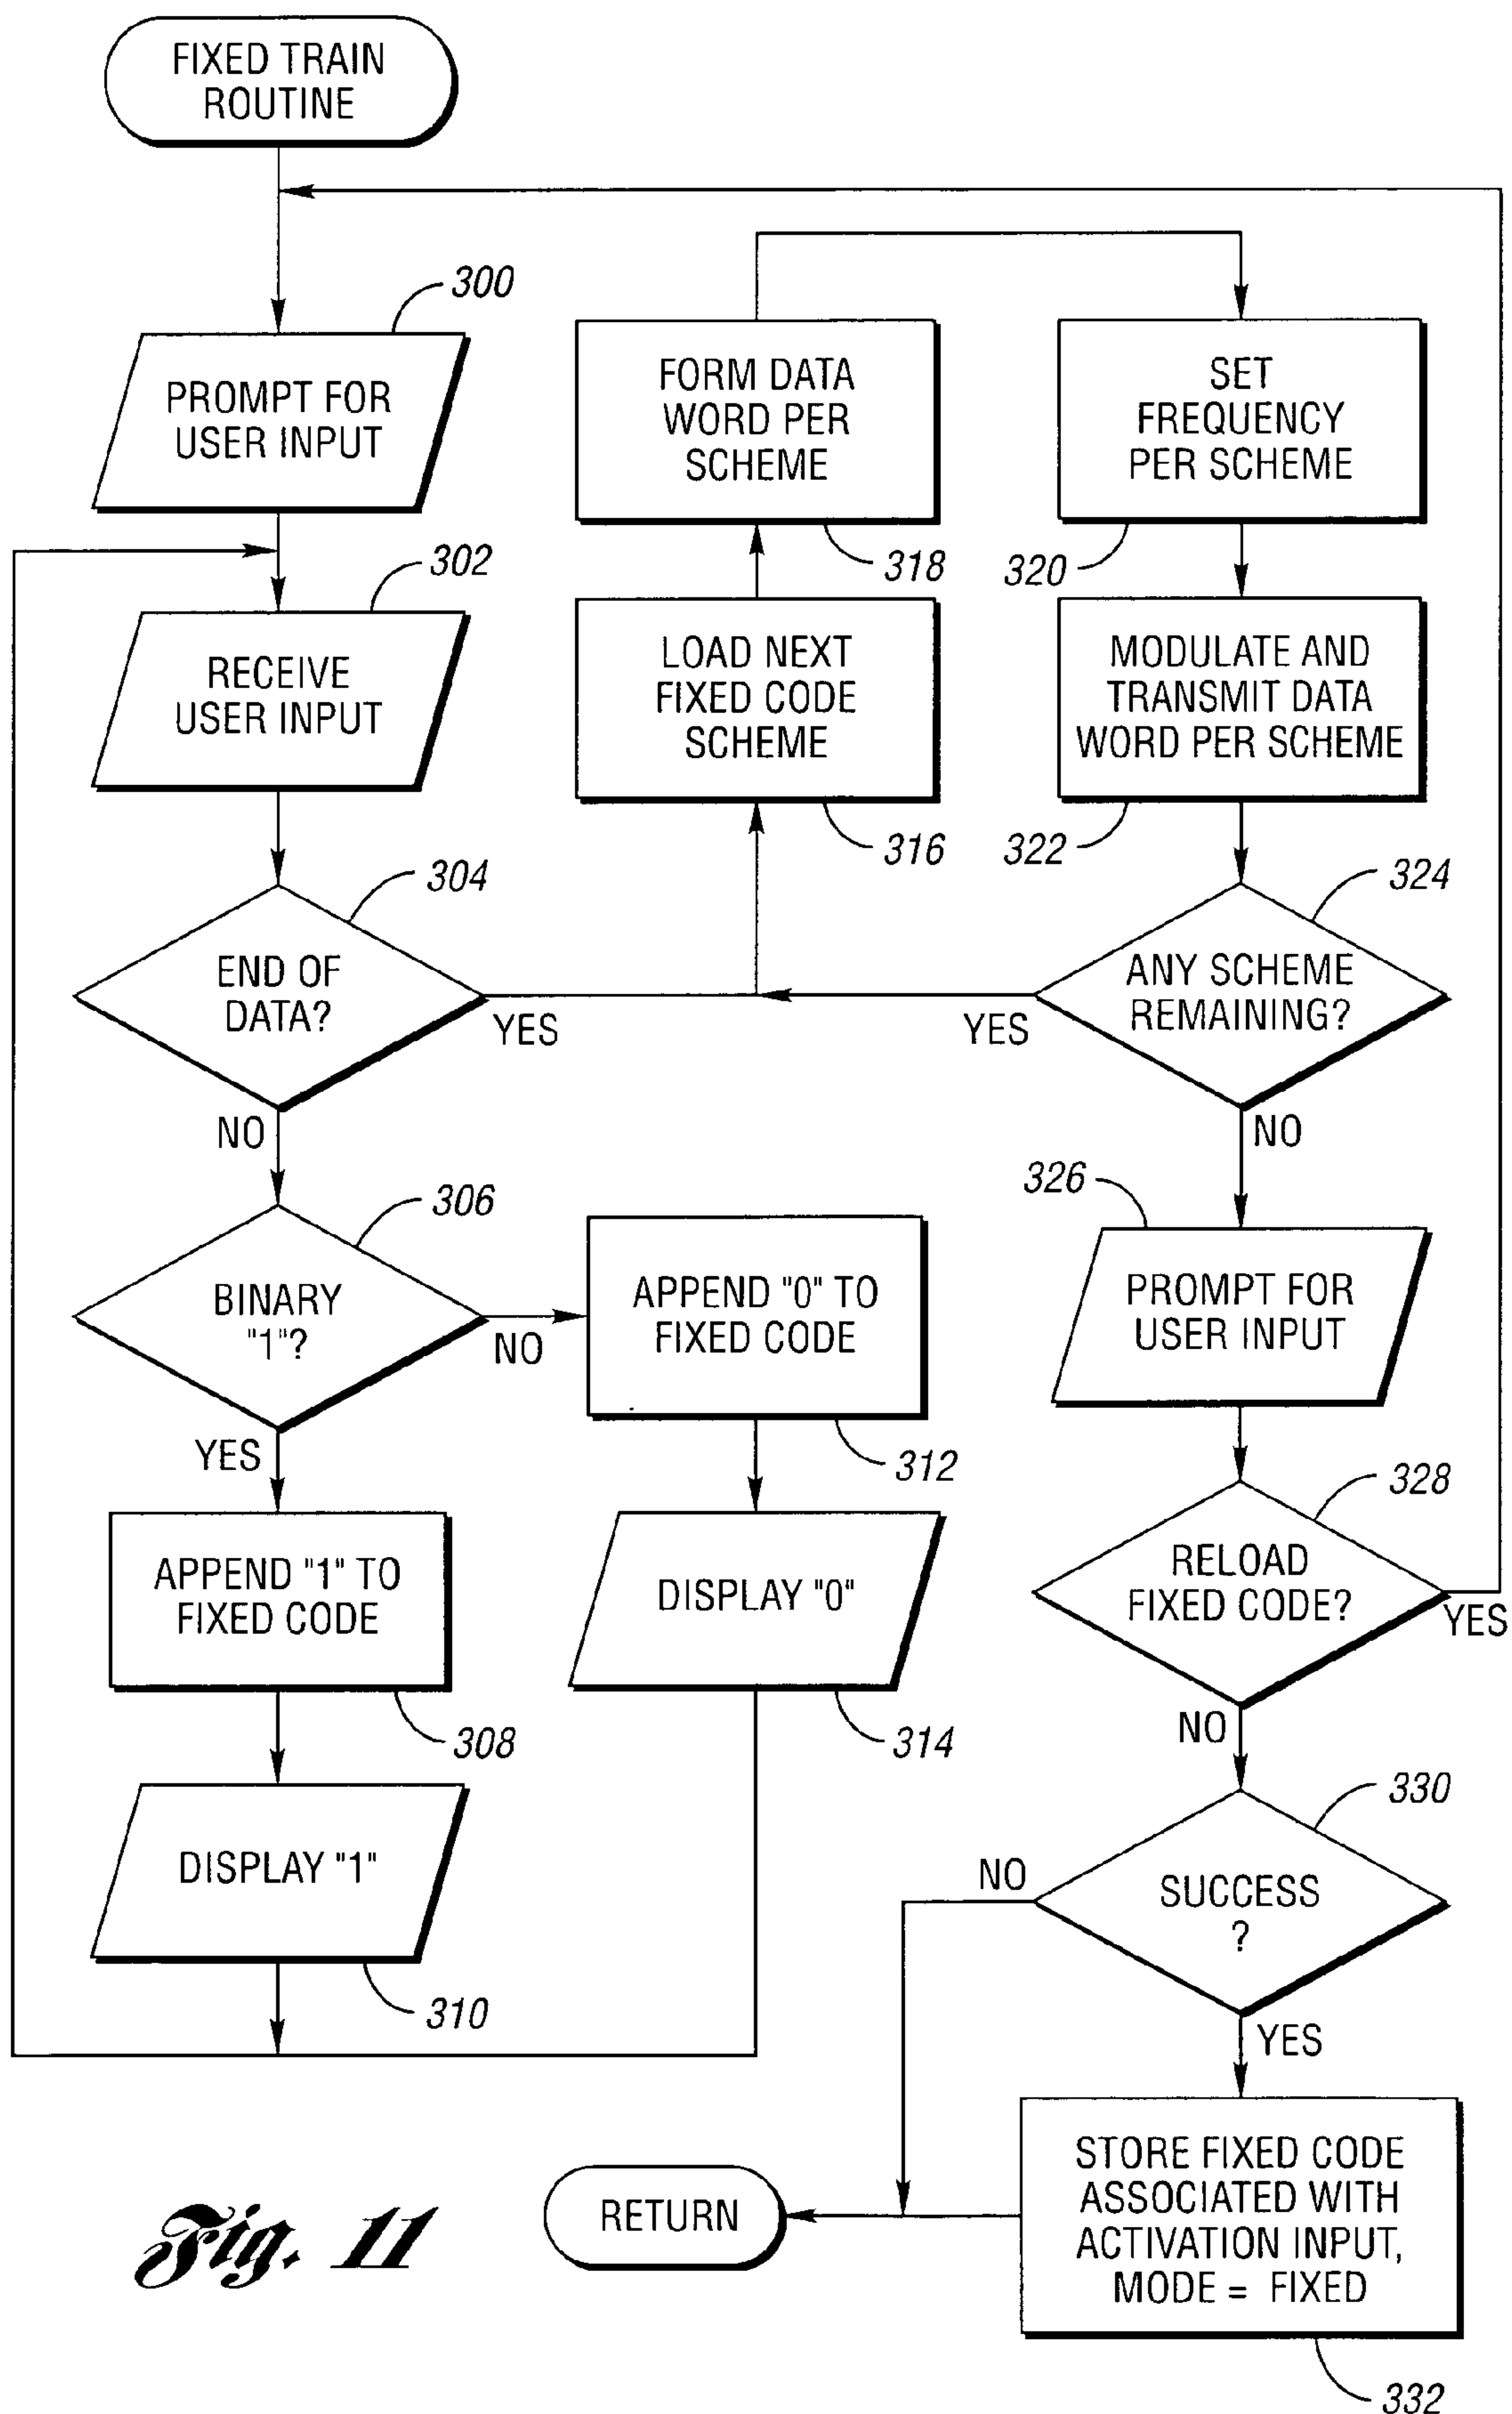 FIXED TRAIN
ROUTINE
300
PROMPT FOR
USER INPUT
302
RECEIVE
USER INPUT
304
END OF
DATA?
YES
NO
306
BINARY
"1"?
NO
YES
APPEND "1" TO
FIXED CODE
308
DISPLAY "1"
310
APPEND "0" TO
FIXED CODE
312
DISPLAY "0"
314
LOAD NEXT
FIXED CODE
SCHEME
316
FORM DATA
WORD PER
SCHEME
318
SET
FREQUENCY
PER SCHEME
320
MODULATE AND
TRANSMIT DATA
WORD PER SCHEME
322
324
ANY SCHEME
REMAINING?
YES
NO
326
PROMPT FOR
USER INPUT
328
RELOAD
FIXED CODE?
YES
NO
330
SUCCESS
?
NO
YES
STORE FIXED CODE
ASSOCIATED WITH
ACTIVATION INPUT,
MODE = FIXED
332
RETURN
Fig. 11